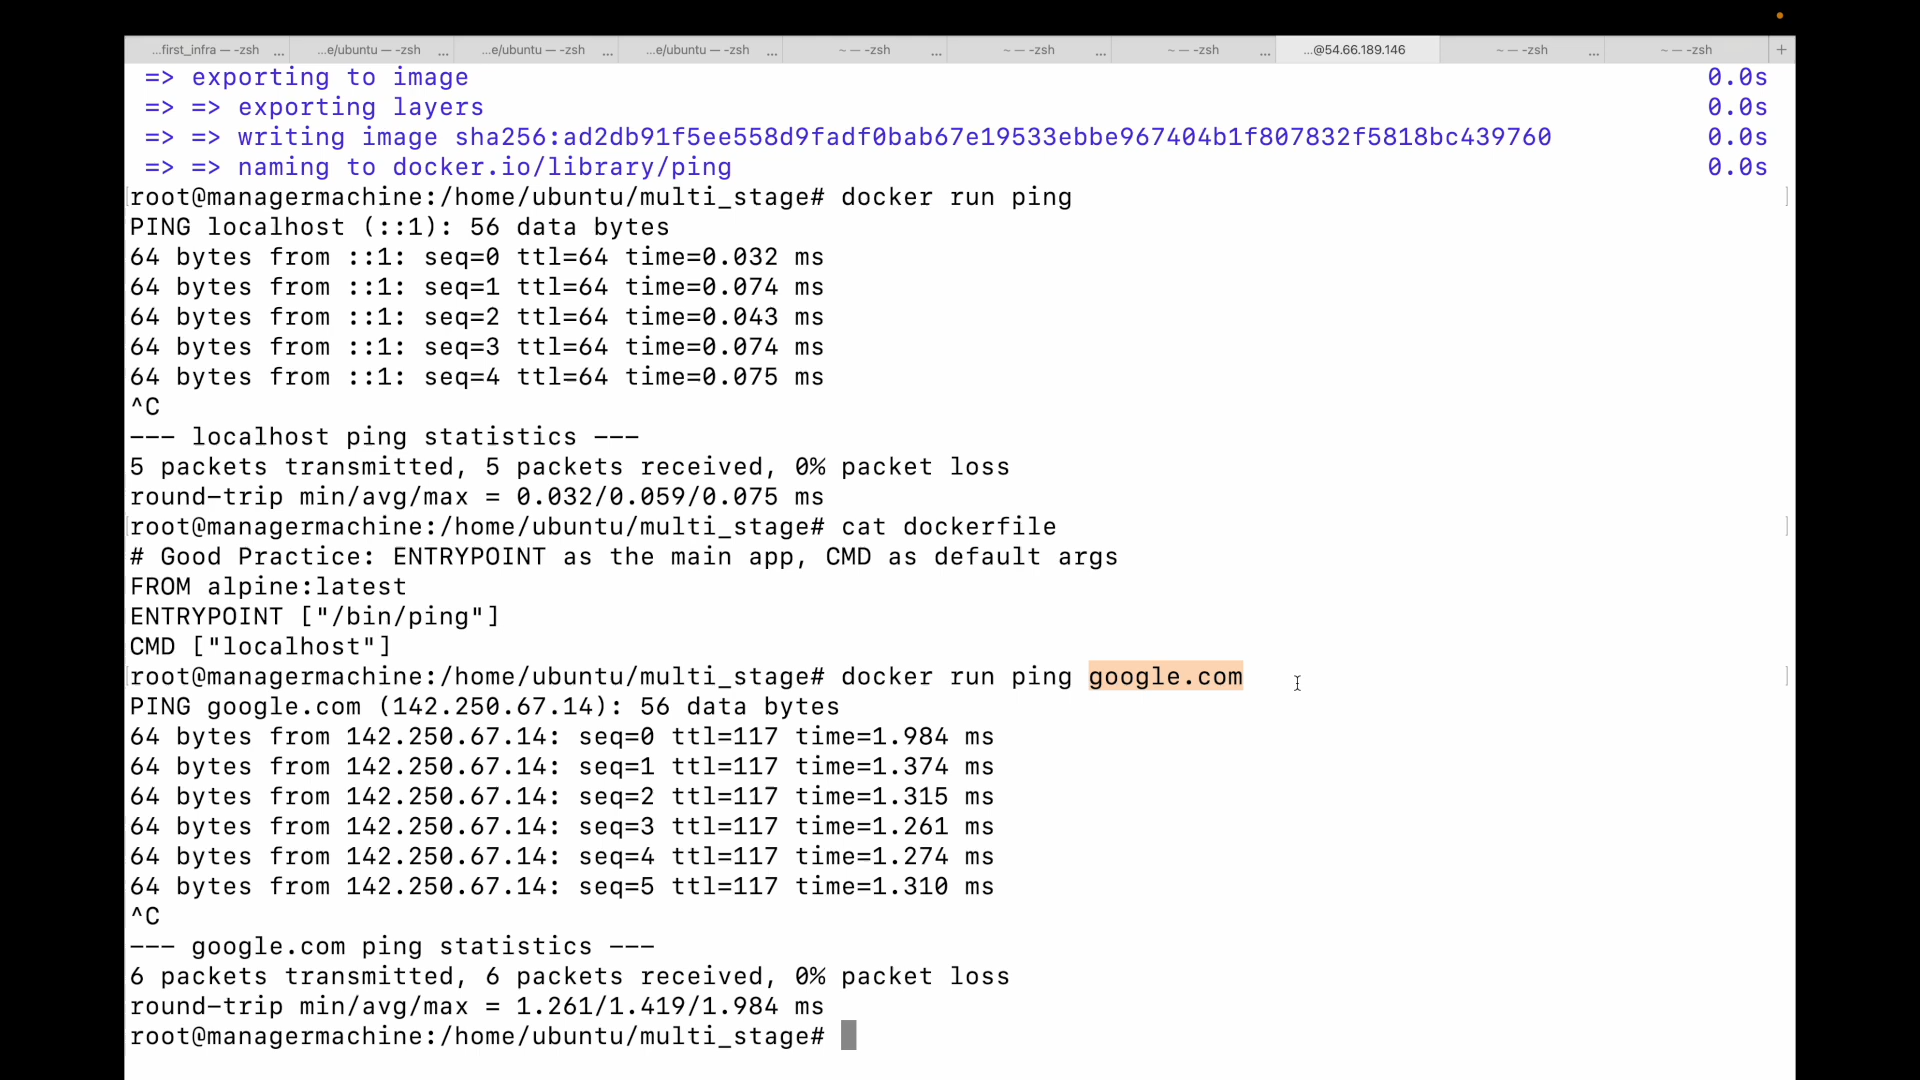 ...first_infra — -zsh ... ...e/ubuntu — -zsh ... ...e/ubuntu — -zsh ... ...e/ubuntu — -zsh ... ~ — -zsh ... ~ — -zsh ... ~ — -zsh ... ...@54.66.189.146 ~ — -zsh ... ~ — -zsh +
=> exporting to image 0.0s
=> => exporting layers 0.0s
=> => writing image sha256:ad2db91f5ee558d9fadf0bab67e19533ebbe967404b1f807832f5818bc439760 0.0s
=> => naming to docker.io/library/ping 0.0s
[root@managermachine:/home/ubuntu/multi_stage# docker run ping ]
PING localhost (::1): 56 data bytes
64 bytes from ::1: seq=0 ttl=64 time=0.032 ms
64 bytes from ::1: seq=1 ttl=64 time=0.074 ms
64 bytes from ::1: seq=2 ttl=64 time=0.043 ms
64 bytes from ::1: seq=3 ttl=64 time=0.074 ms
64 bytes from ::1: seq=4 ttl=64 time=0.075 ms
^C
--- localhost ping statistics ---
5 packets transmitted, 5 packets received, 0% packet loss
round-trip min/avg/max = 0.032/0.059/0.075 ms
[root@managermachine:/home/ubuntu/multi_stage# cat dockerfile ]
# Good Practice: ENTRYPOINT as the main app, CMD as default args
FROM alpine:latest
ENTRYPOINT ["/bin/ping"]
CMD ["localhost"]
[root@managermachine:/home/ubuntu/multi_stage# docker run ping google.com ]
PING google.com (142.250.67.14): 56 data bytes
64 bytes from 142.250.67.14: seq=0 ttl=117 time=1.984 ms
64 bytes from 142.250.67.14: seq=1 ttl=117 time=1.374 ms
64 bytes from 142.250.67.14: seq=2 ttl=117 time=1.315 ms
64 bytes from 142.250.67.14: seq=3 ttl=117 time=1.261 ms
64 bytes from 142.250.67.14: seq=4 ttl=117 time=1.274 ms
64 bytes from 142.250.67.14: seq=5 ttl=117 time=1.310 ms
^C
--- google.com ping statistics ---
6 packets transmitted, 6 packets received, 0% packet loss
round-trip min/avg/max = 1.261/1.419/1.984 ms
root@managermachine:/home/ubuntu/multi_stage#